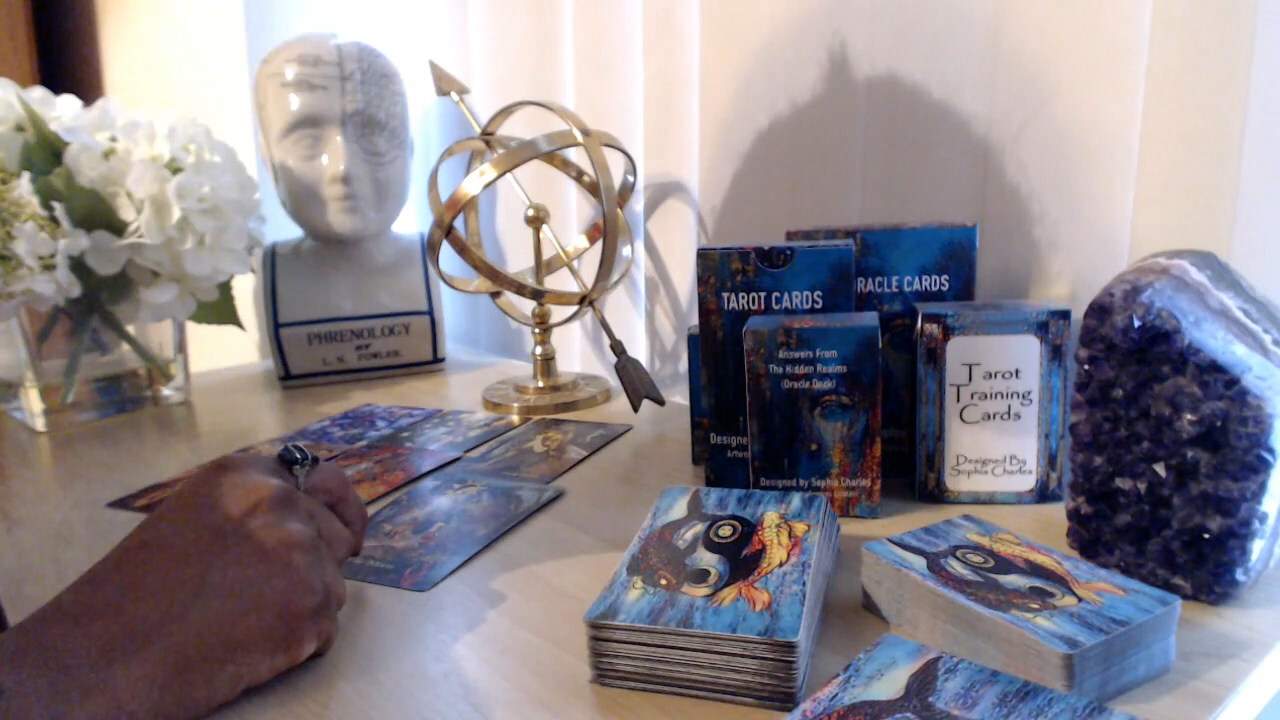 PHRENOLOGY
BY
L.N. FOWLER
TAROT CARDS
Designe
ORACLE CARDS
Answers From
The Hidden Realms
(Oracle Deck)
Designed by Sophia Charles
Tarot
Training
Cards
Designed By
Sophia Charles